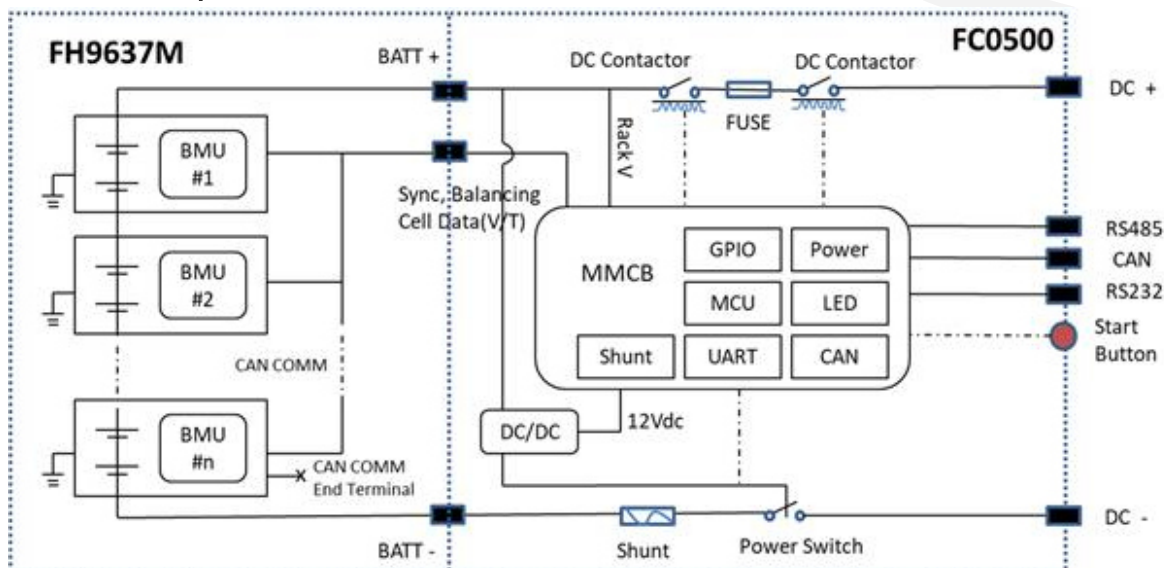 FH9637M
BATT +
DC Contactor
DC Contactor
FC0500
DC +
FUSE
BMU
#1
Rack V
Sync, Balancing
Cell Data(V/T)
BMU
#2
CAN COMM
MMCB
GPIO
Power
MCU
LED
Shunt
UART
CAN
RS485
CAN
RS232
Start
Button
DC/DC
12Vdc
BMU
#n
CAN COMM
End Terminal
BATT -
Shunt
Power Switch
DC -